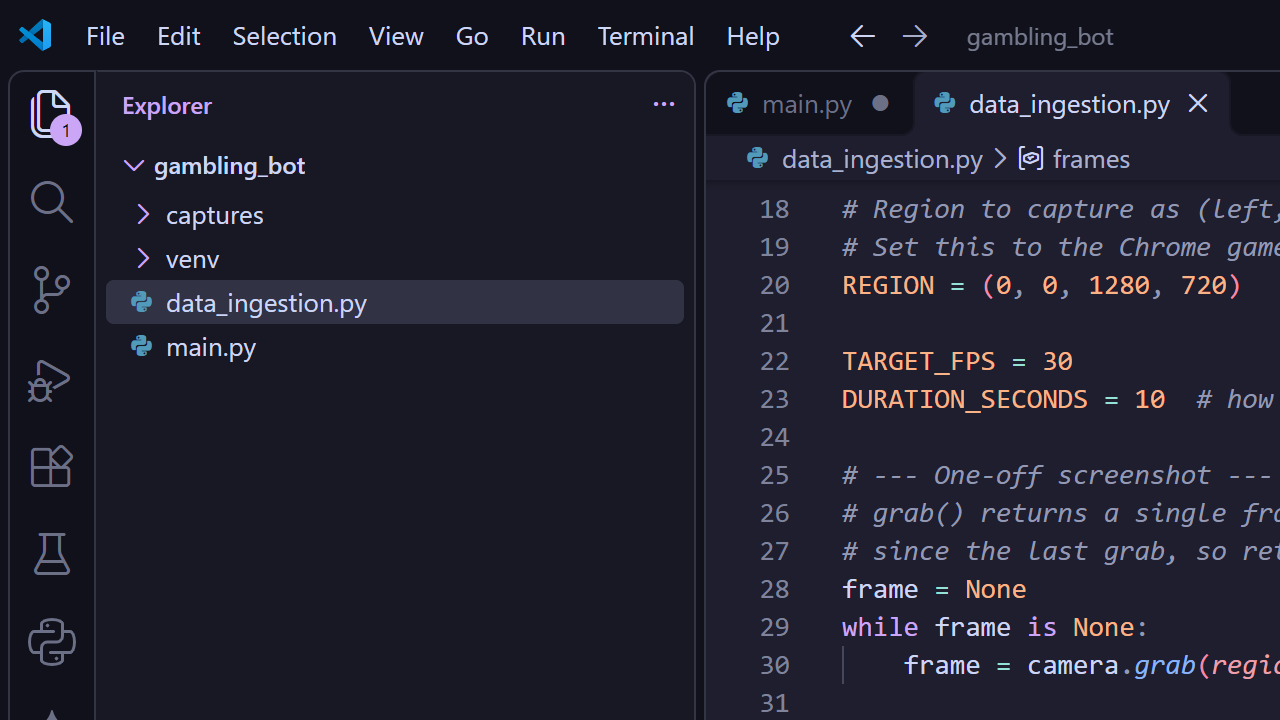 File Edit Selection View Go Run Terminal Help gambling_bot
Explorer
1
gambling_bot
captures
venv
data_ingestion.py
main.py
main.py data_ingestion.py
data_ingestion.py frames
18 # Region to capture as (left,
19 # Set this to the Chrome game
20 REGION = (0, 0, 1280, 720)
21
22 TARGET_FPS = 30
23 DURATION_SECONDS = 10 # how
24
25 # --- One-off screenshot ---
26 # grab() returns a single fra
27 # since the last grab, so ret
28 frame = None
29 while frame is None:
30 frame = camera.grab(regio
31